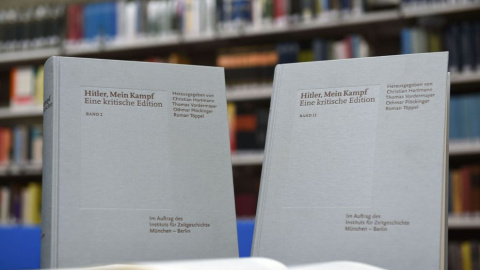 Hitler, Mein Kampf
Eine kritische Edition
BAND I
Herausgegeben von
Christian Hartmann
Thomas Vordermayer
Othmar Plöckinger
Roman Töppel
Im Auftrag des
Instituts für Zeitgeschichte
München – Berlin
Hitler, Mein Kampf
Eine kritische Edition
BAND II
Herausgegeben von
Christian Hartmann
Thomas Vordermayer
Othmar Plöckinger
Roman Töppel
Im Auftrag des
Instituts für Zeitgeschichte
München – Berlin